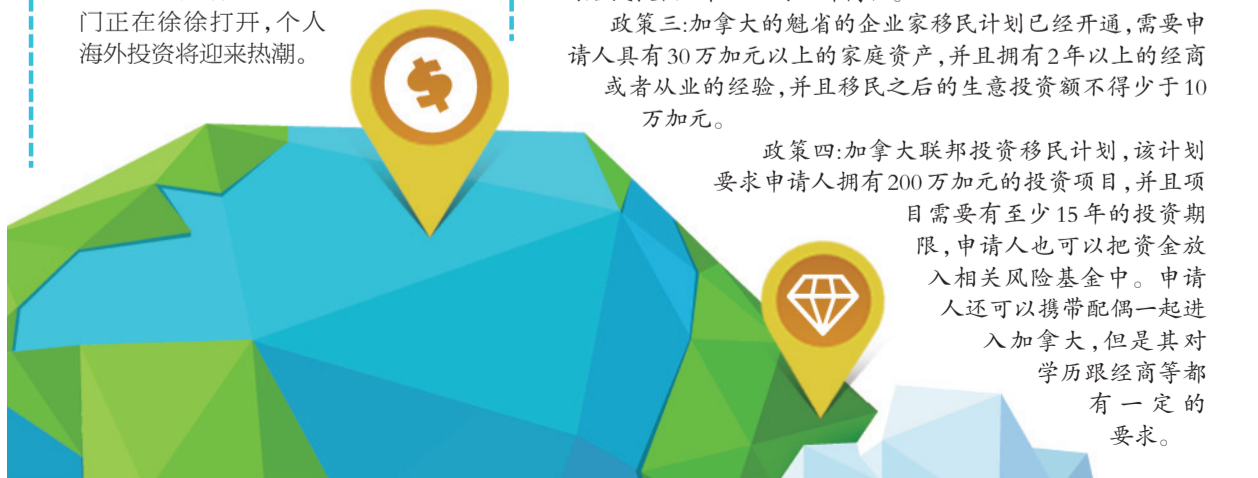 门正在徐徐打开,个人
海外投资将迎来热潮。
政策三:加拿大的魁省的企业家移民计划已经开通,需要申
请人具有30万加元以上的家庭资产,并且拥有2年以上的经商
或者从业的经验,并且移民之后的生意投资额不得少于10
万加元。
政策四:加拿大联邦投资移民计划,该计划
要求申请人拥有200万加元的投资项目,并且项
目需要有至少15年的投资期
限,申请人也可以把资金放
入相关风险基金中。申请
人还可以携带配偶一起进
入加拿大,但是其对
学历跟经商等都
有一定的
要求。